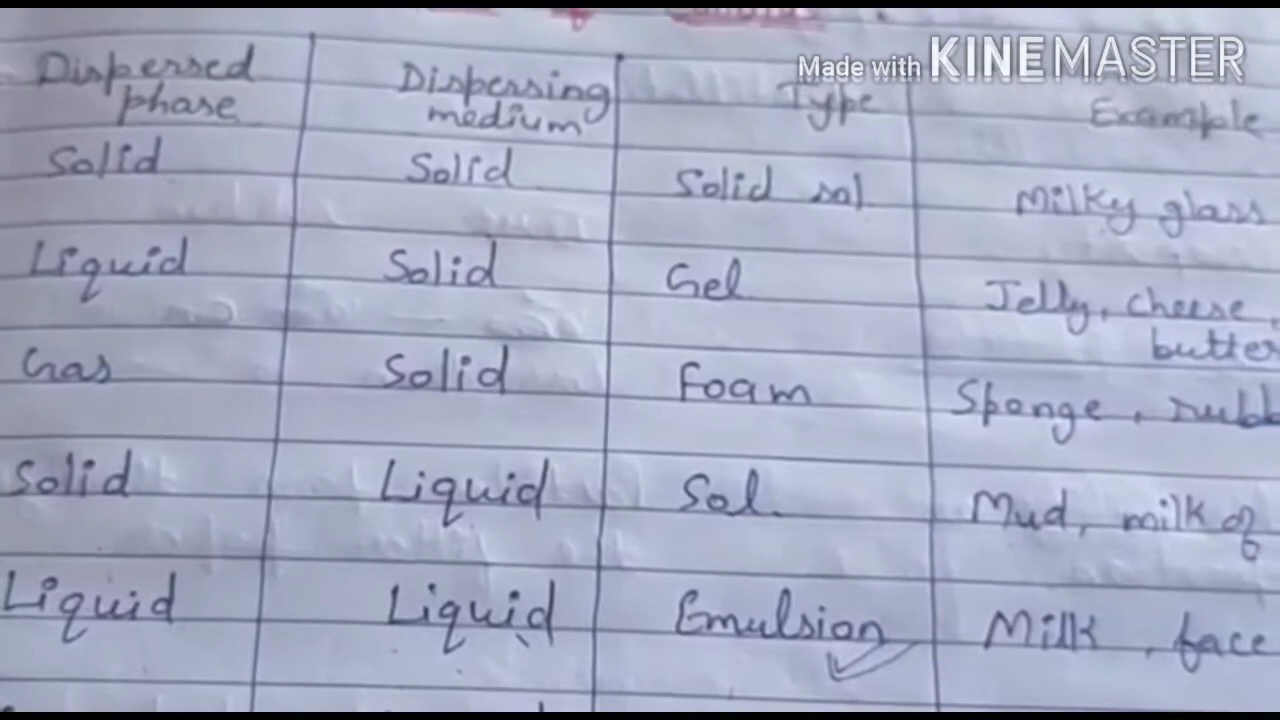 Made with KINEMASTER
Dispersed phase Dispersing medium Type Example
Solid Solid Solid sol Milky glass
Liquid Solid Gel Jelly, cheese, butter
Gas Solid Foam Sponge,
Solid Liquid Sol. Mud, milk of
Liquid Liquid Emulsion Milk, face